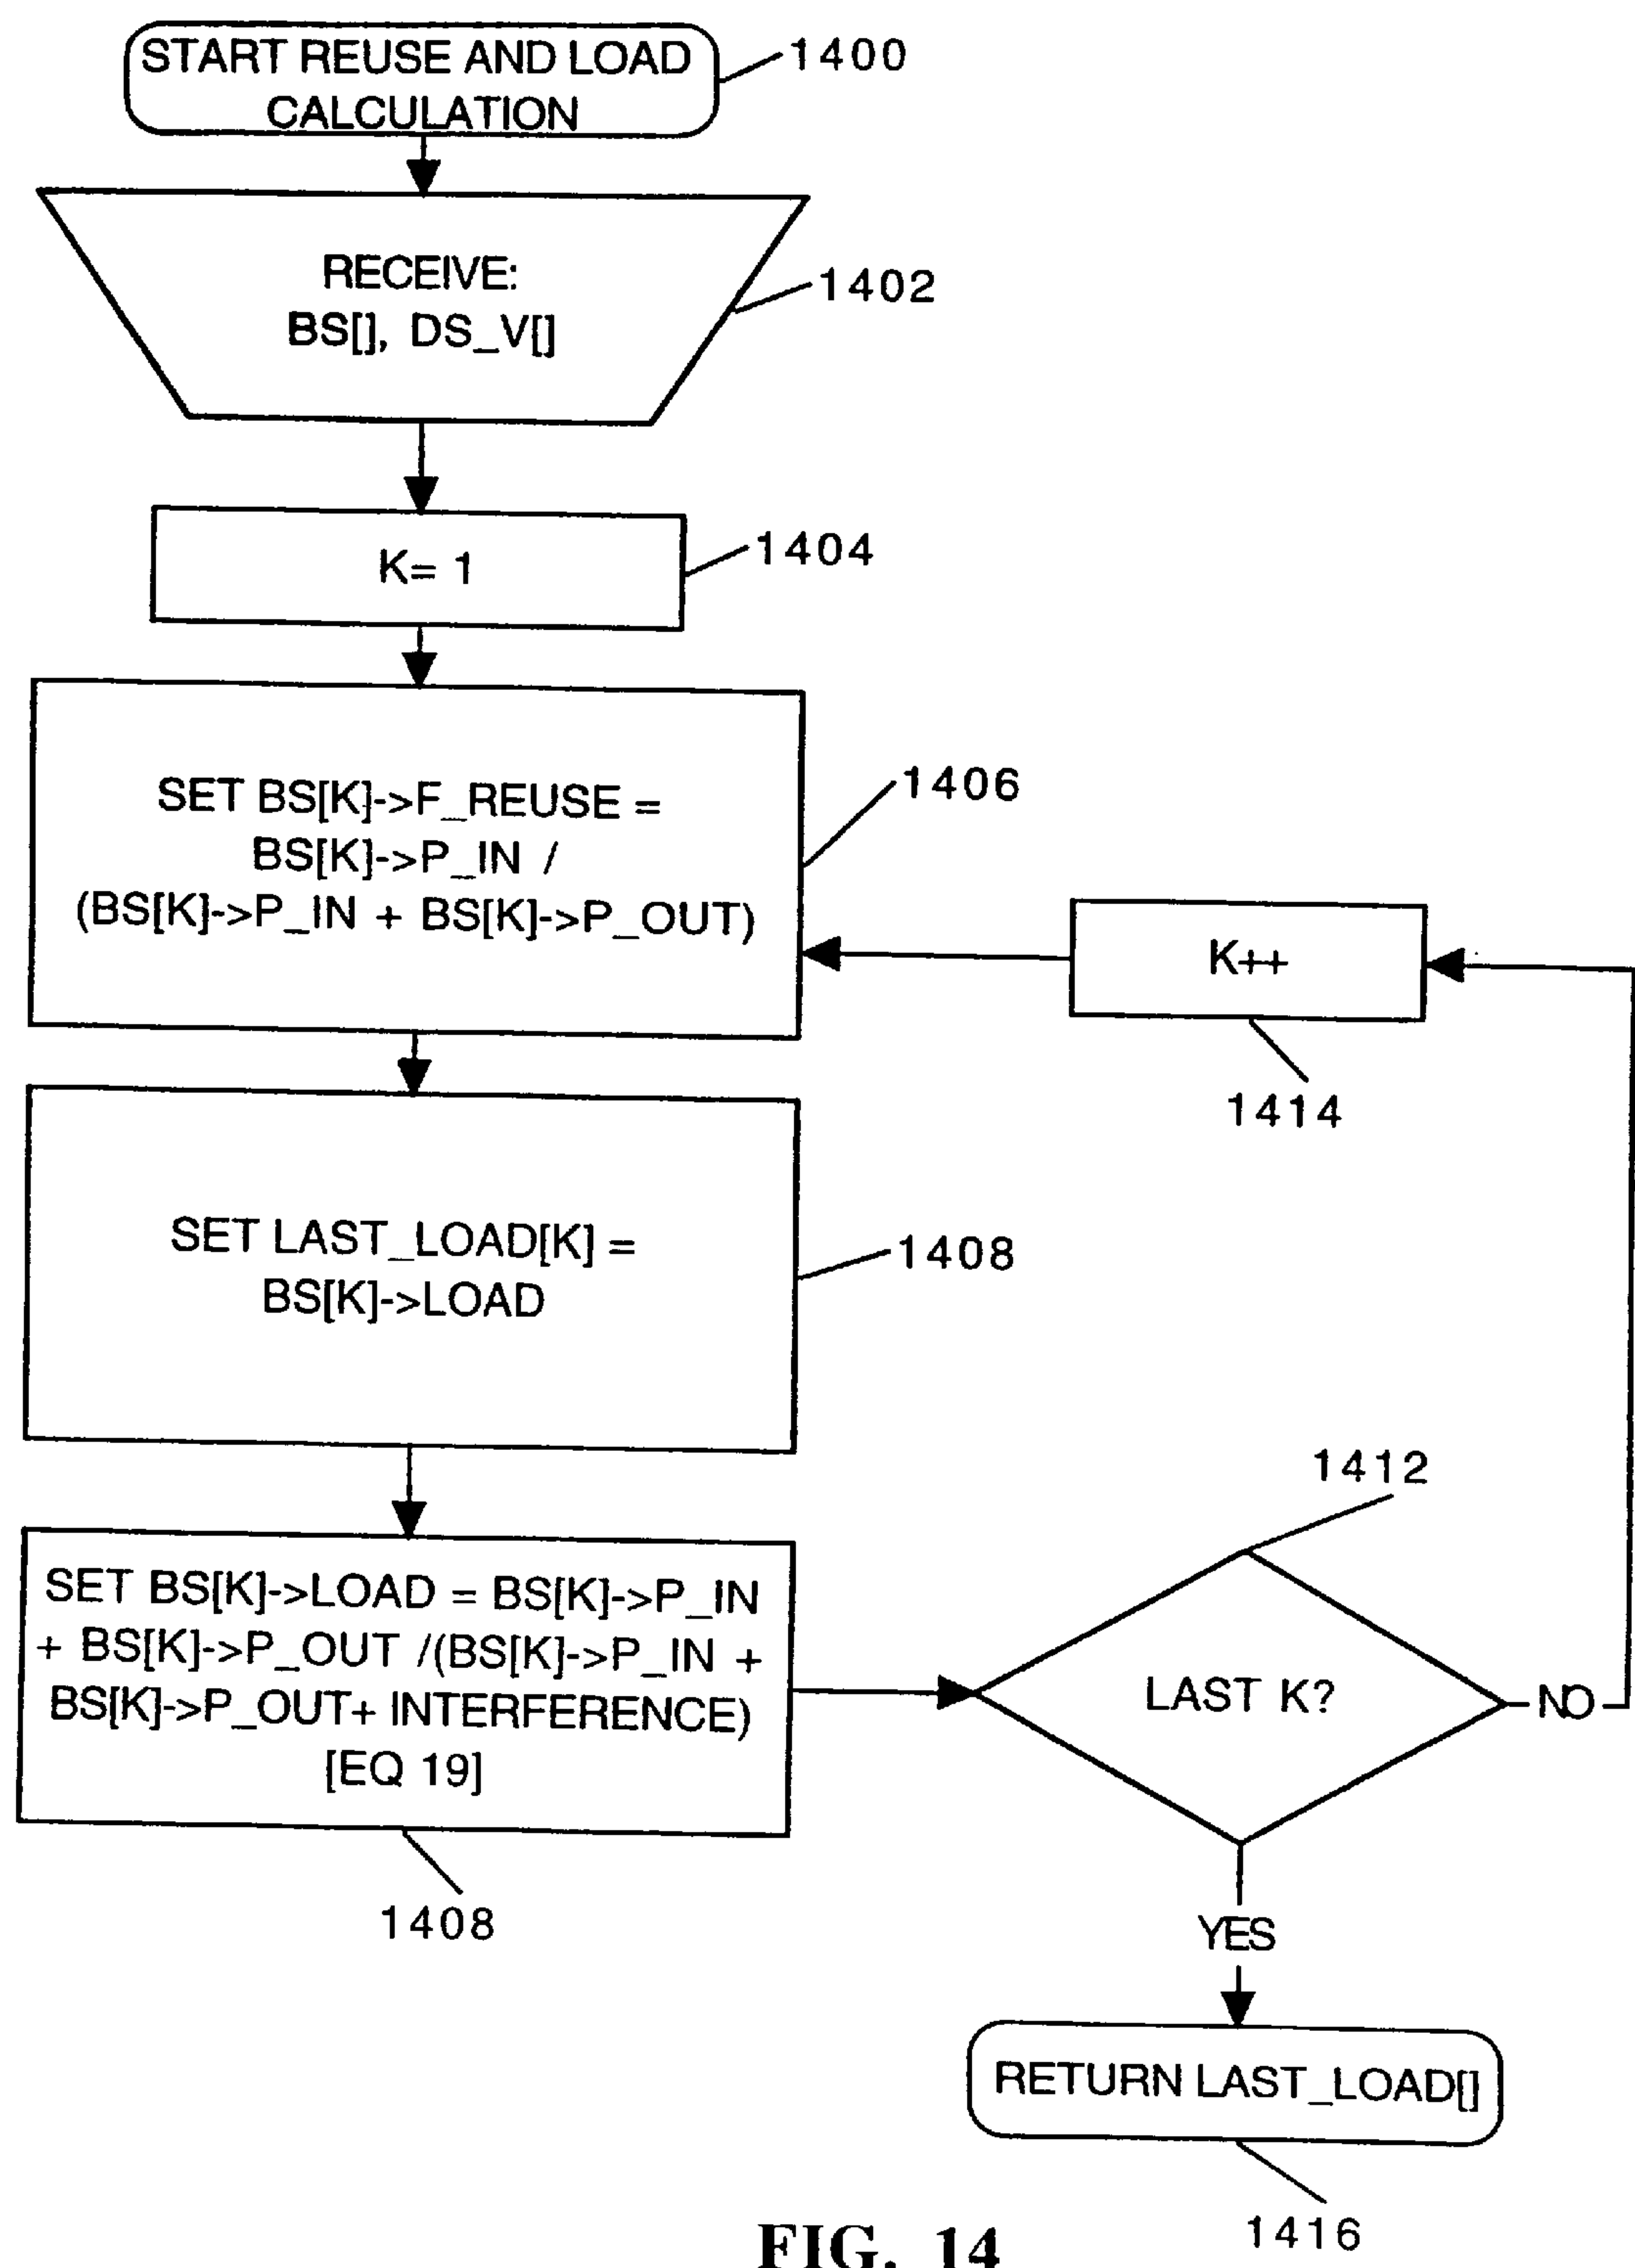 START REUSE AND LOAD
CALCULATION
1400
RECEIVE:
BS[], DS_V[]
1402
K= 1
1404
SET BS[K]->F_REUSE =
BS[K]->P_IN /
(BS[K]->P_IN + BS[K]->P_OUT)
1406
K++
1414
SET LAST_LOAD[K] =
BS[K]->LOAD
1408
SET BS[K]->LOAD = BS[K]->P_IN
+ BS[K]->P_OUT /(BS[K]->P_IN +
BS[K]->P_OUT+ INTERFERENCE)
[EQ 19]
1408
1412
LAST K?
NO
YES
RETURN LAST_LOAD[]
1416
FIG. 14